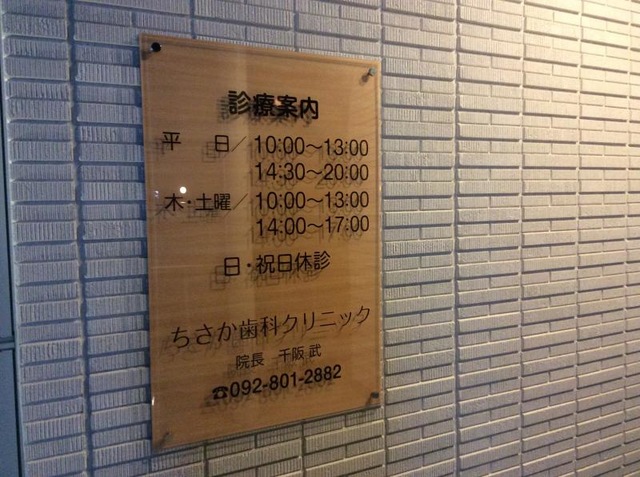 診療案内
平　日／10:00〜13:00
14:30〜20:00
木・土曜／10:00〜13:00
14:00〜17:00
日・祝日休診
ちさか歯科クリニック
院長　千阪 武
☎092-801-2882